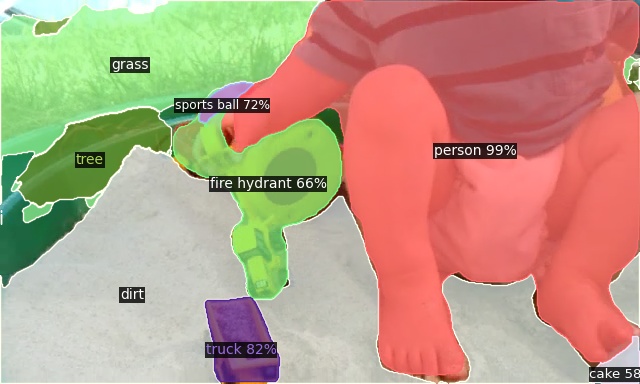 grass
sports ball 72%
person 99%
tree
fire hydrant 66%
dirt
truck 82%
cake 58